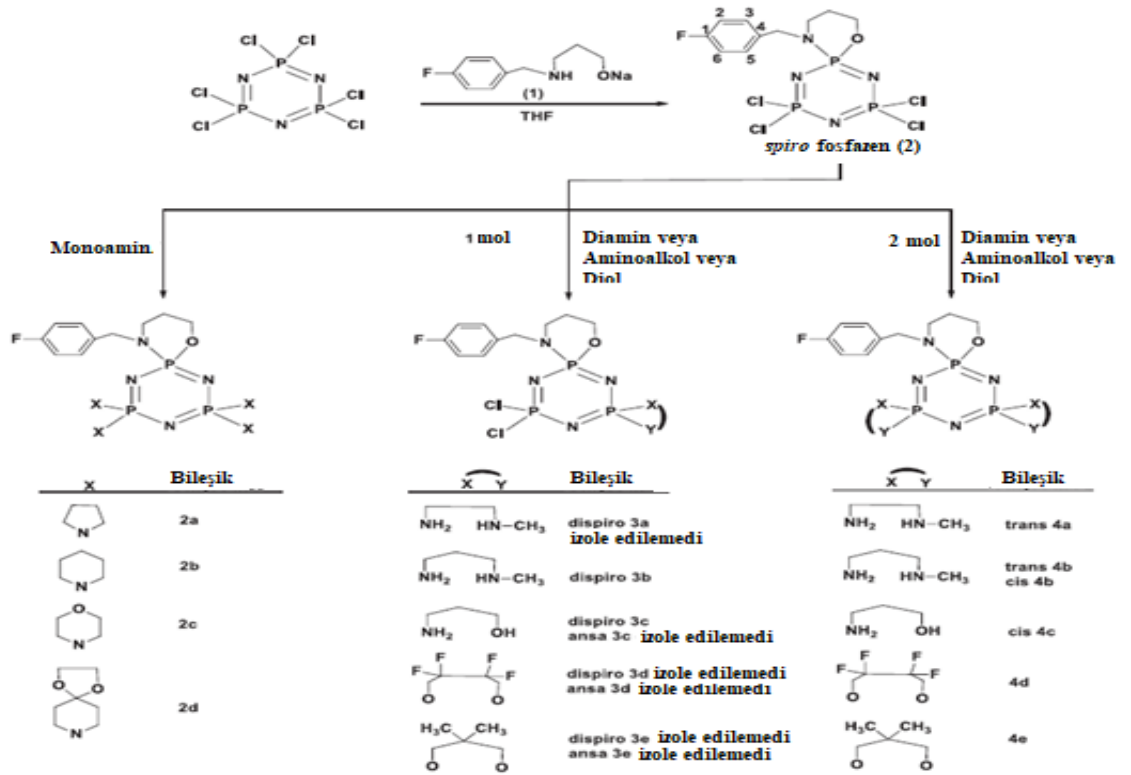 Cl Cl
P
N N
Cl Cl
P P
Cl N Cl
F
NH ONa
(1)
THF
2 3
F 1 4
6 5
N O
P
N N
Cl P P Cl
Cl N Cl
spiro fosfazen (2)
Monoamin.
1 mol
Diamin veya
Aminoalkol veya
Diol
2 mol
Diamin veya
Aminoalkol veya
Diol
F N O
P
N N
X P P X
X N X
F N O
P
N N
Cl P P X
Cl N Y
F N O
P
N N
X P P X
Y N Y
X Bileşik
N 2a
N 2b
O
N 2c
O O
N 2d
X Y Bileşik
NH2 HN–CH3 dispiro 3a
izole edilemedi
NH2 HN–CH3 dispiro 3b
NH2 OH dispiro 3c
ansa 3c izole edilemedi
F F
F F
O O
dispiro 3d izole edilemedi
ansa 3d izole edilemedi
H3C CH3
O O
dispiro 3e izole edilemedi
ansa 3e izole edilemedi
X Y Bileşik
NH2 HN–CH3 trans 4a
NH2 HN–CH3 trans 4b
cis 4b
NH2 OH cis 4c
F F
F F
O O
4d
H3C CH3
O O
4e